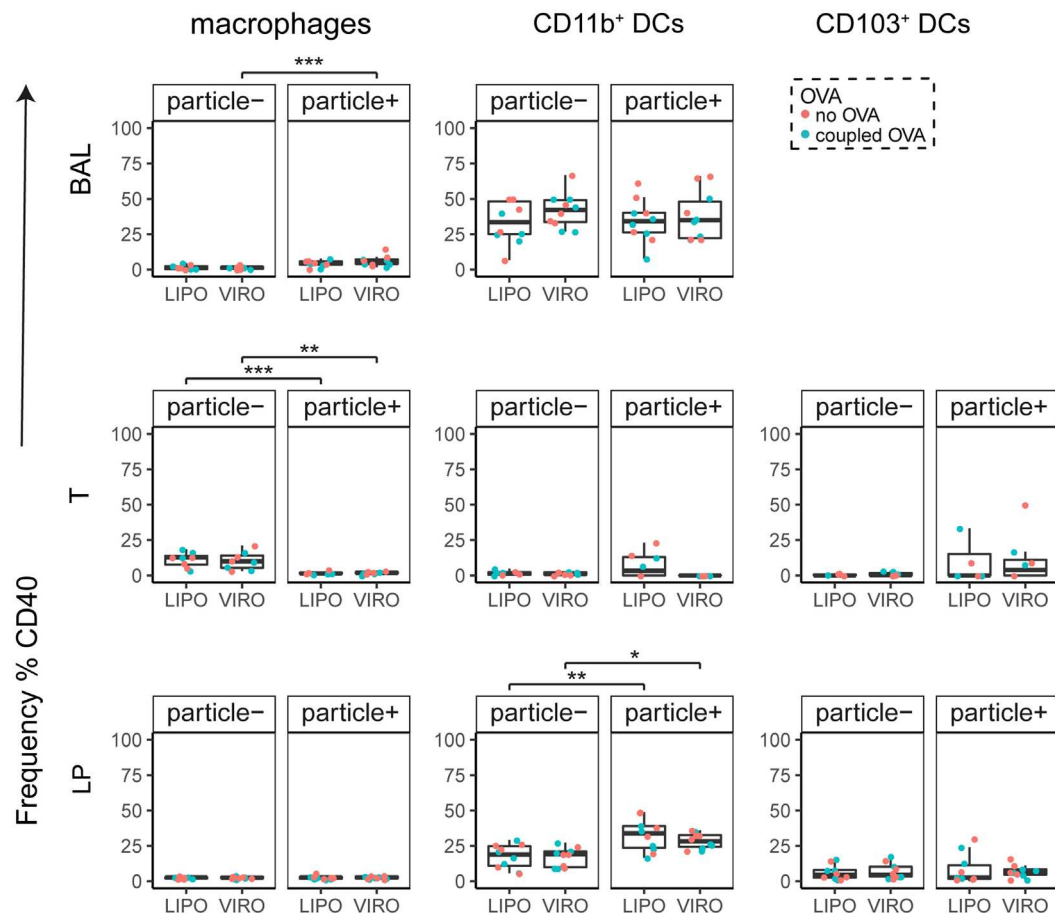 macrophages CD11b⁺ DCs CD103⁺ DCs
***
particle− particle+ particle− particle+
OVA
no OVA
coupled OVA
BAL
100 100
75 75
50 50
25 25
0 0
LIPO VIRO LIPO VIRO LIPO VIRO LIPO VIRO
**
***
particle− particle+ particle− particle+ particle− particle+
T
100 100 100
75 75 75
50 50 50
25 25 25
0 0 0
LIPO VIRO LIPO VIRO LIPO VIRO LIPO VIRO LIPO VIRO LIPO VIRO
*
**
particle− particle+ particle− particle+ particle− particle+
LP
100 100 100
75 75 75
50 50 50
25 25 25
0 0 0
LIPO VIRO LIPO VIRO LIPO VIRO LIPO VIRO LIPO VIRO LIPO VIRO
Frequency % CD40